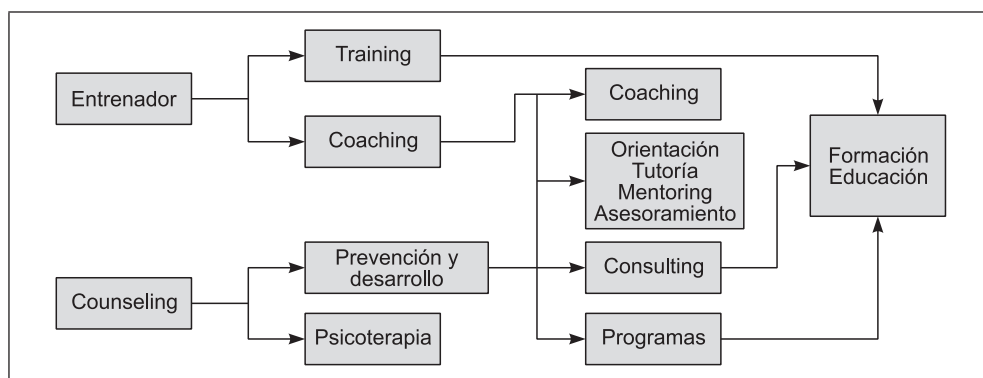 Entrenador
Counseling
Training
Coaching
Prevención y
desarrollo
Psicoterapia
Coaching
Orientación
Tutoría
Mentoring
Asesoramiento
Consulting
Programas
Formación
Educación